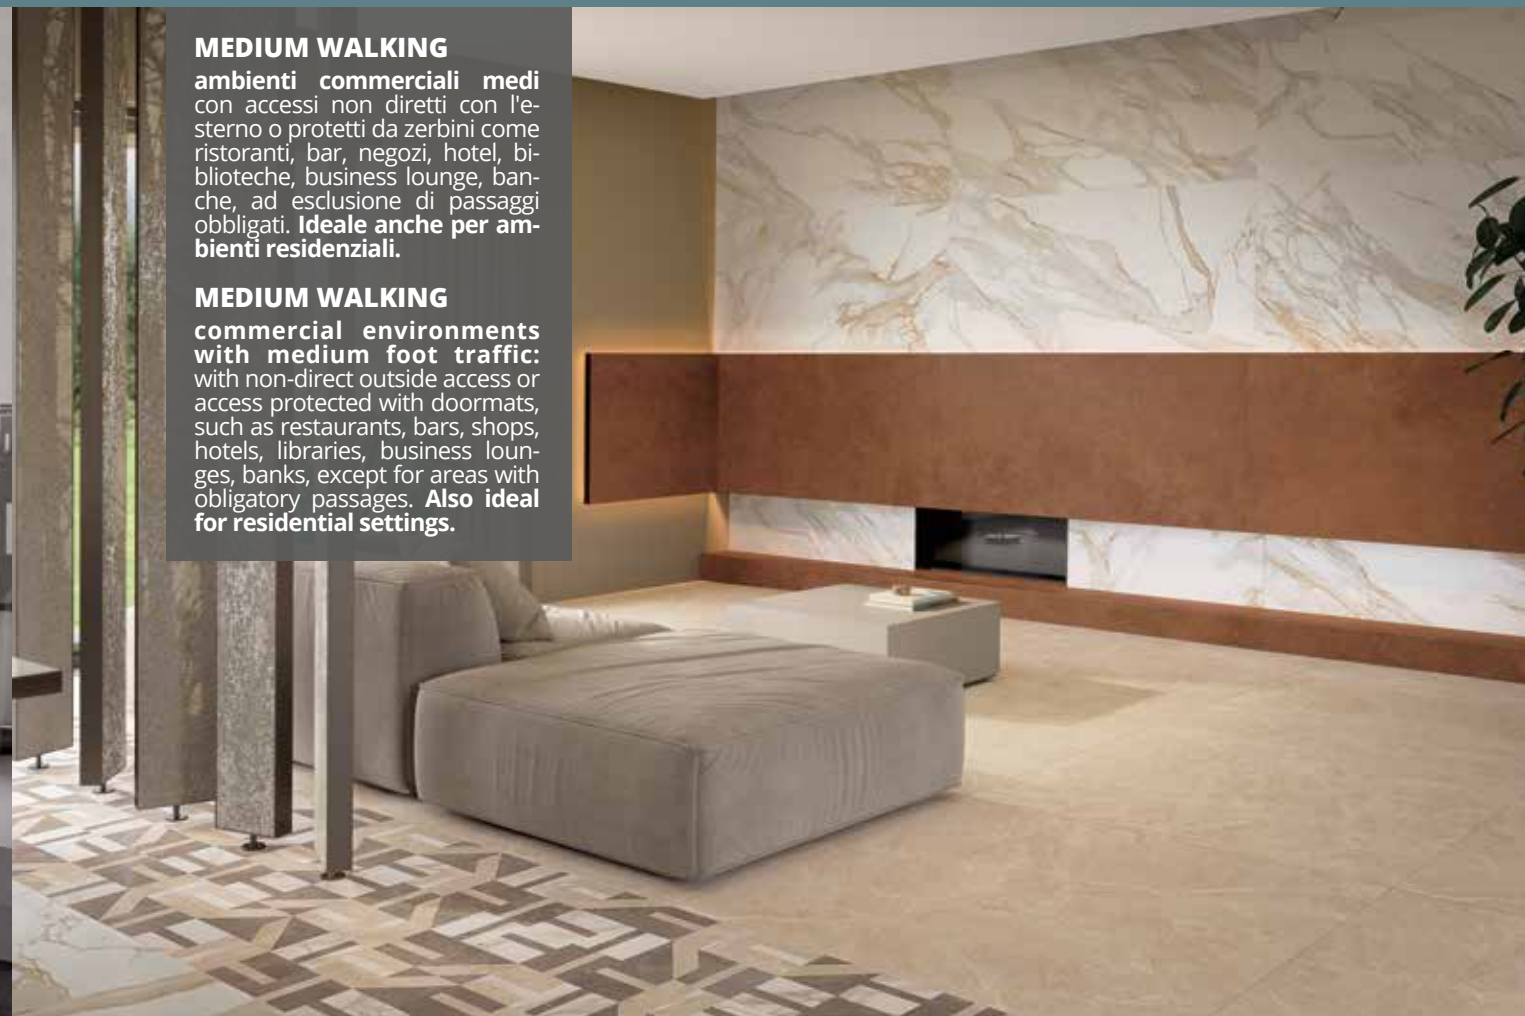 MEDIUM WALKING
ambienti commerciali medi
con accessi non diretti con l'e-
sterno o protetti da zerbini come
ristoranti, bar, negozi, hotel, bi-
blioteche, business lounge, ban-
che, ad esclusione di passaggi
obbligati. Ideale anche per am-
bienti residenziali.
MEDIUM WALKING
commercial environments
with medium foot traffic:
with non-direct outside access or
access protected with doormats,
such as restaurants, bars, shops,
hotels, libraries, business loun-
ges, banks, except for areas with
obligatory passages. Also ideal
for residential settings.